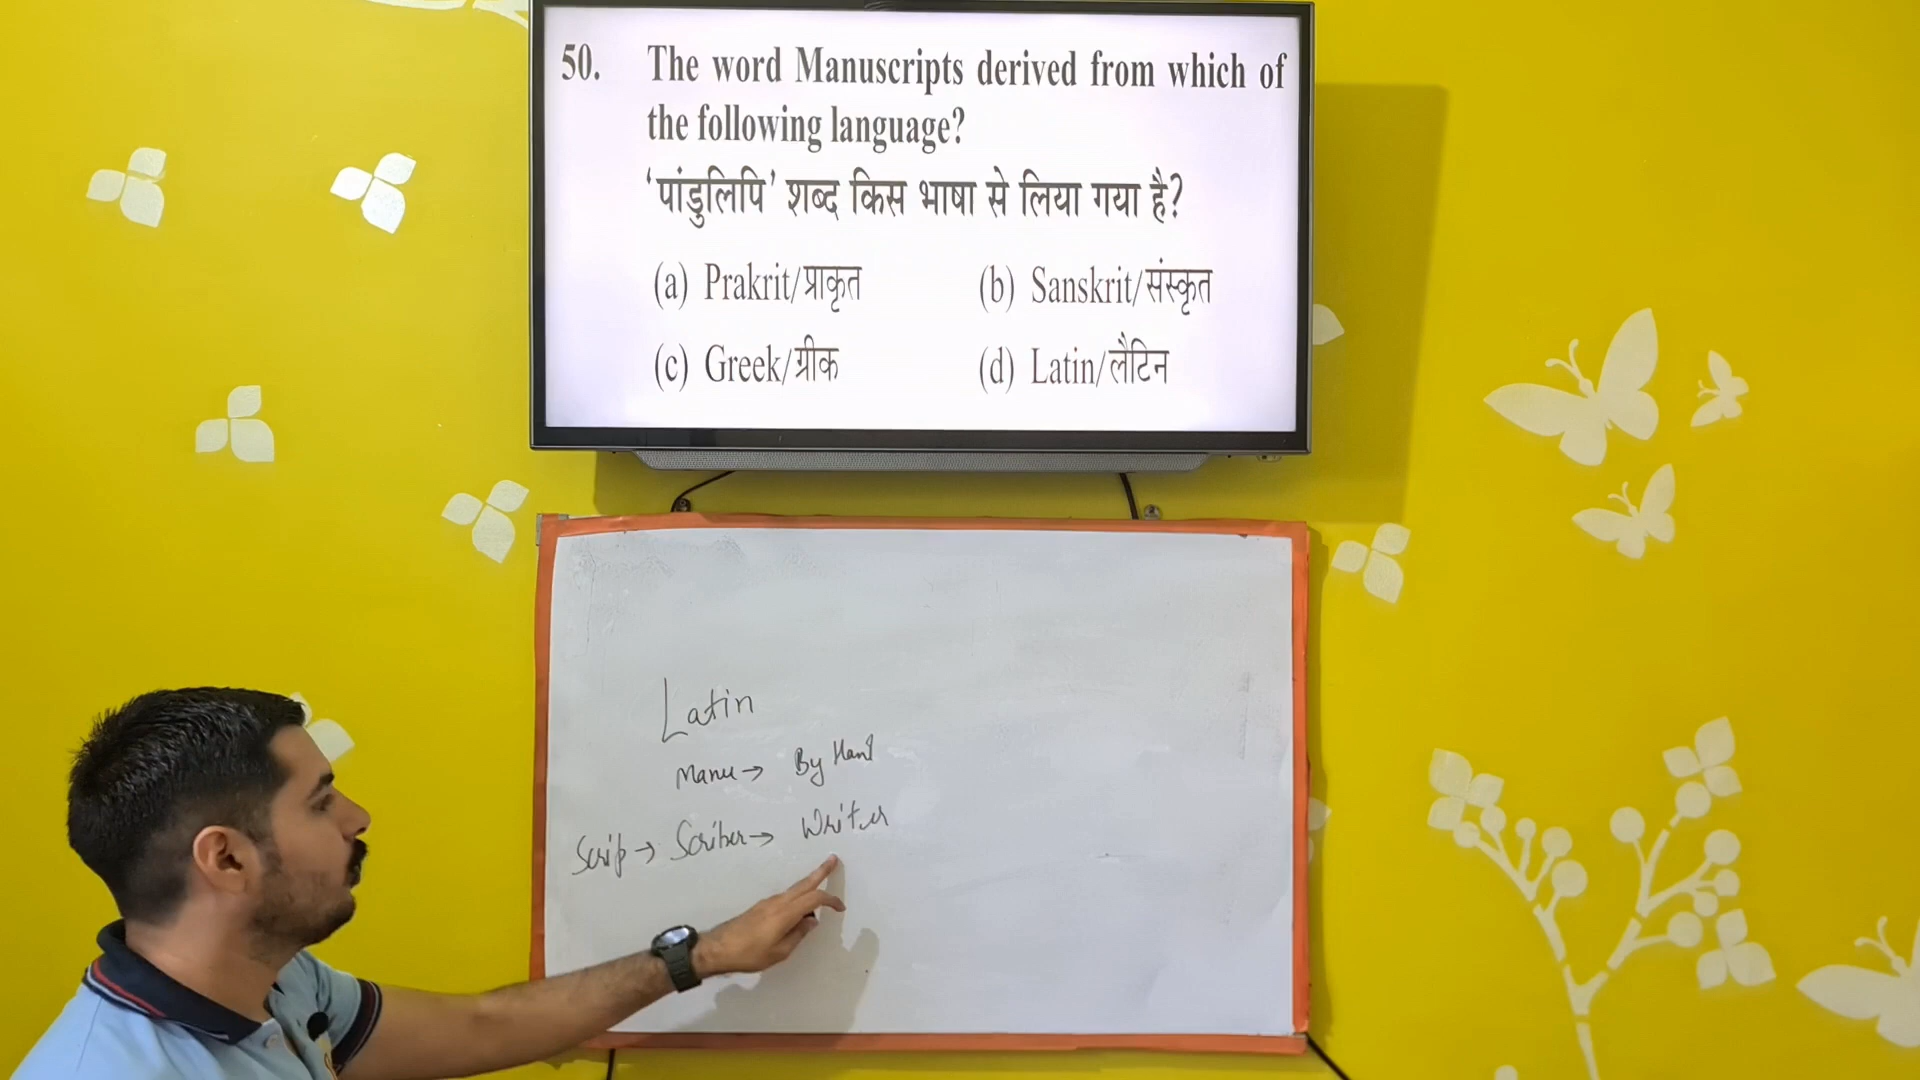 50. The word Manuscripts derived from which of
the following language?
'पांडुलिपि' शब्द किस भाषा से लिया गया है?
(a) Prakrit/प्राकृत (b) Sanskrit/संस्कृत
(c) Greek/ग्रीक (d) Latin/लैटिन
Latin
Manu → By Hand
Scrip → Scriber → Writer